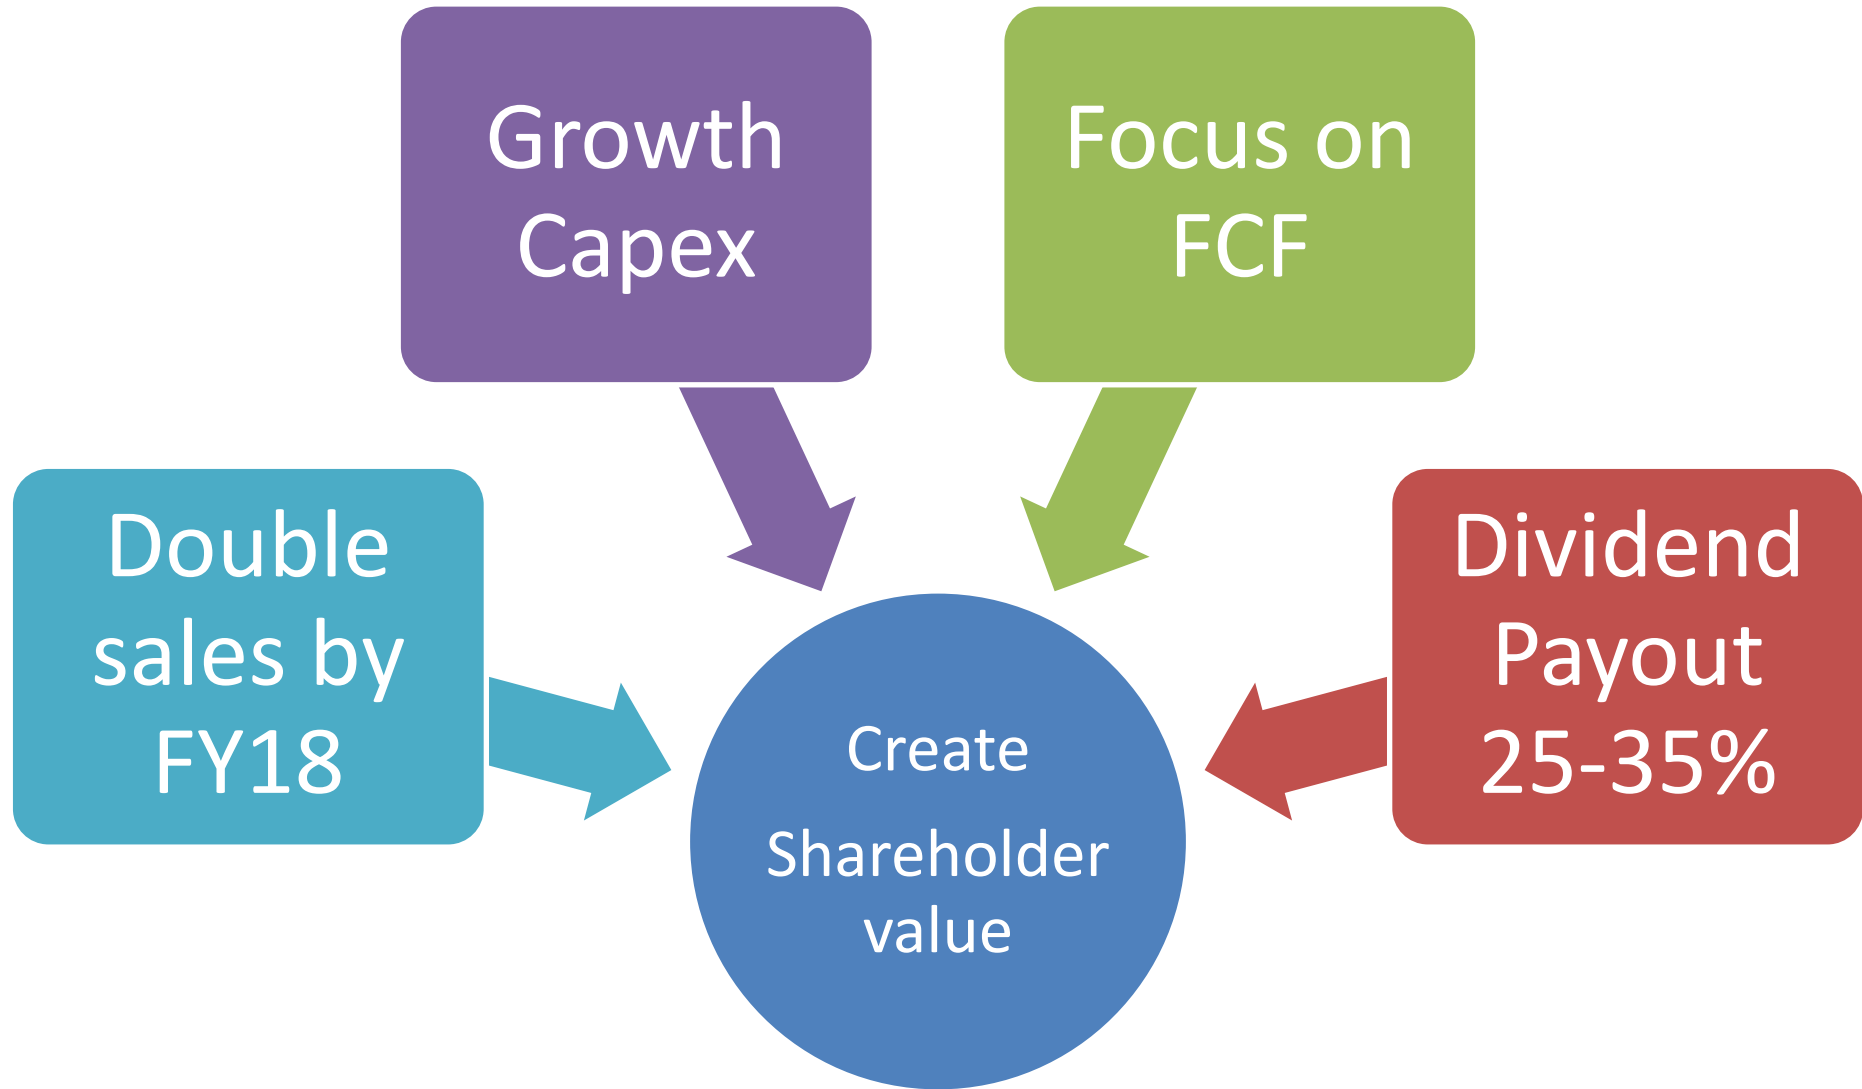 Growth
Capex
Focus on
FCF
Double
sales by
FY18
Dividend
Payout
25-35%
Create
Shareholder
value